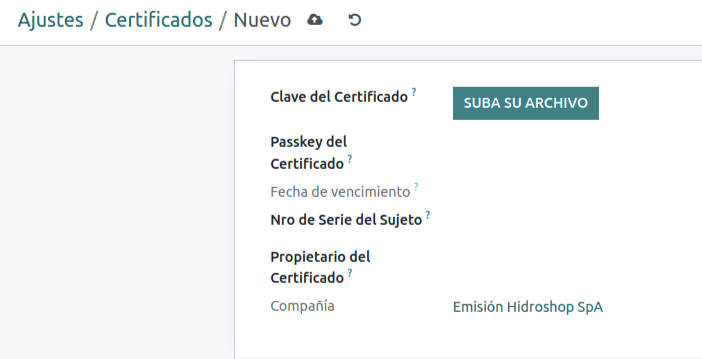 Ajustes / Certificados / Nuevo
Clave del Certificado ? SUBA SU ARCHIVO
Passkey del
Certificado ?
Fecha de vencimiento ?
Nro de Serie del Sujeto ?
Propietario del
Certificado ?
Compañía Emisión Hidroshop SpA